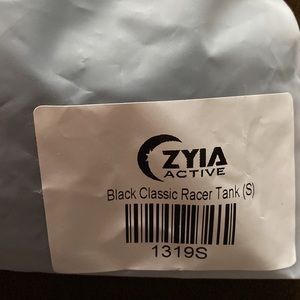 ZYIA
ACTIVE
Black Classic Racer Tank (S)
1319S